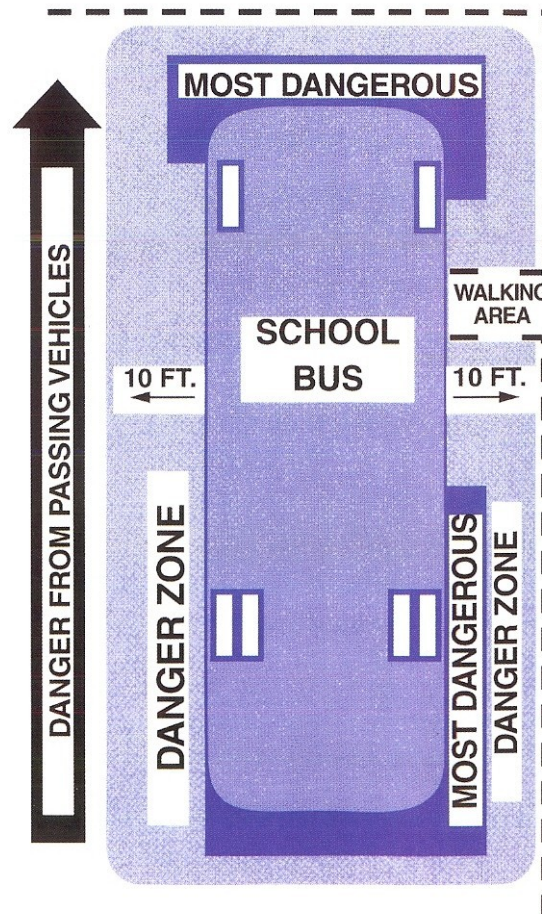 MOST DANGEROUS
DANGER FROM PASSING VEHICLES
WALKING
AREA
SCHOOL
BUS
10 FT.
10 FT.
DANGER ZONE
MOST DANGEROUS
DANGER ZONE